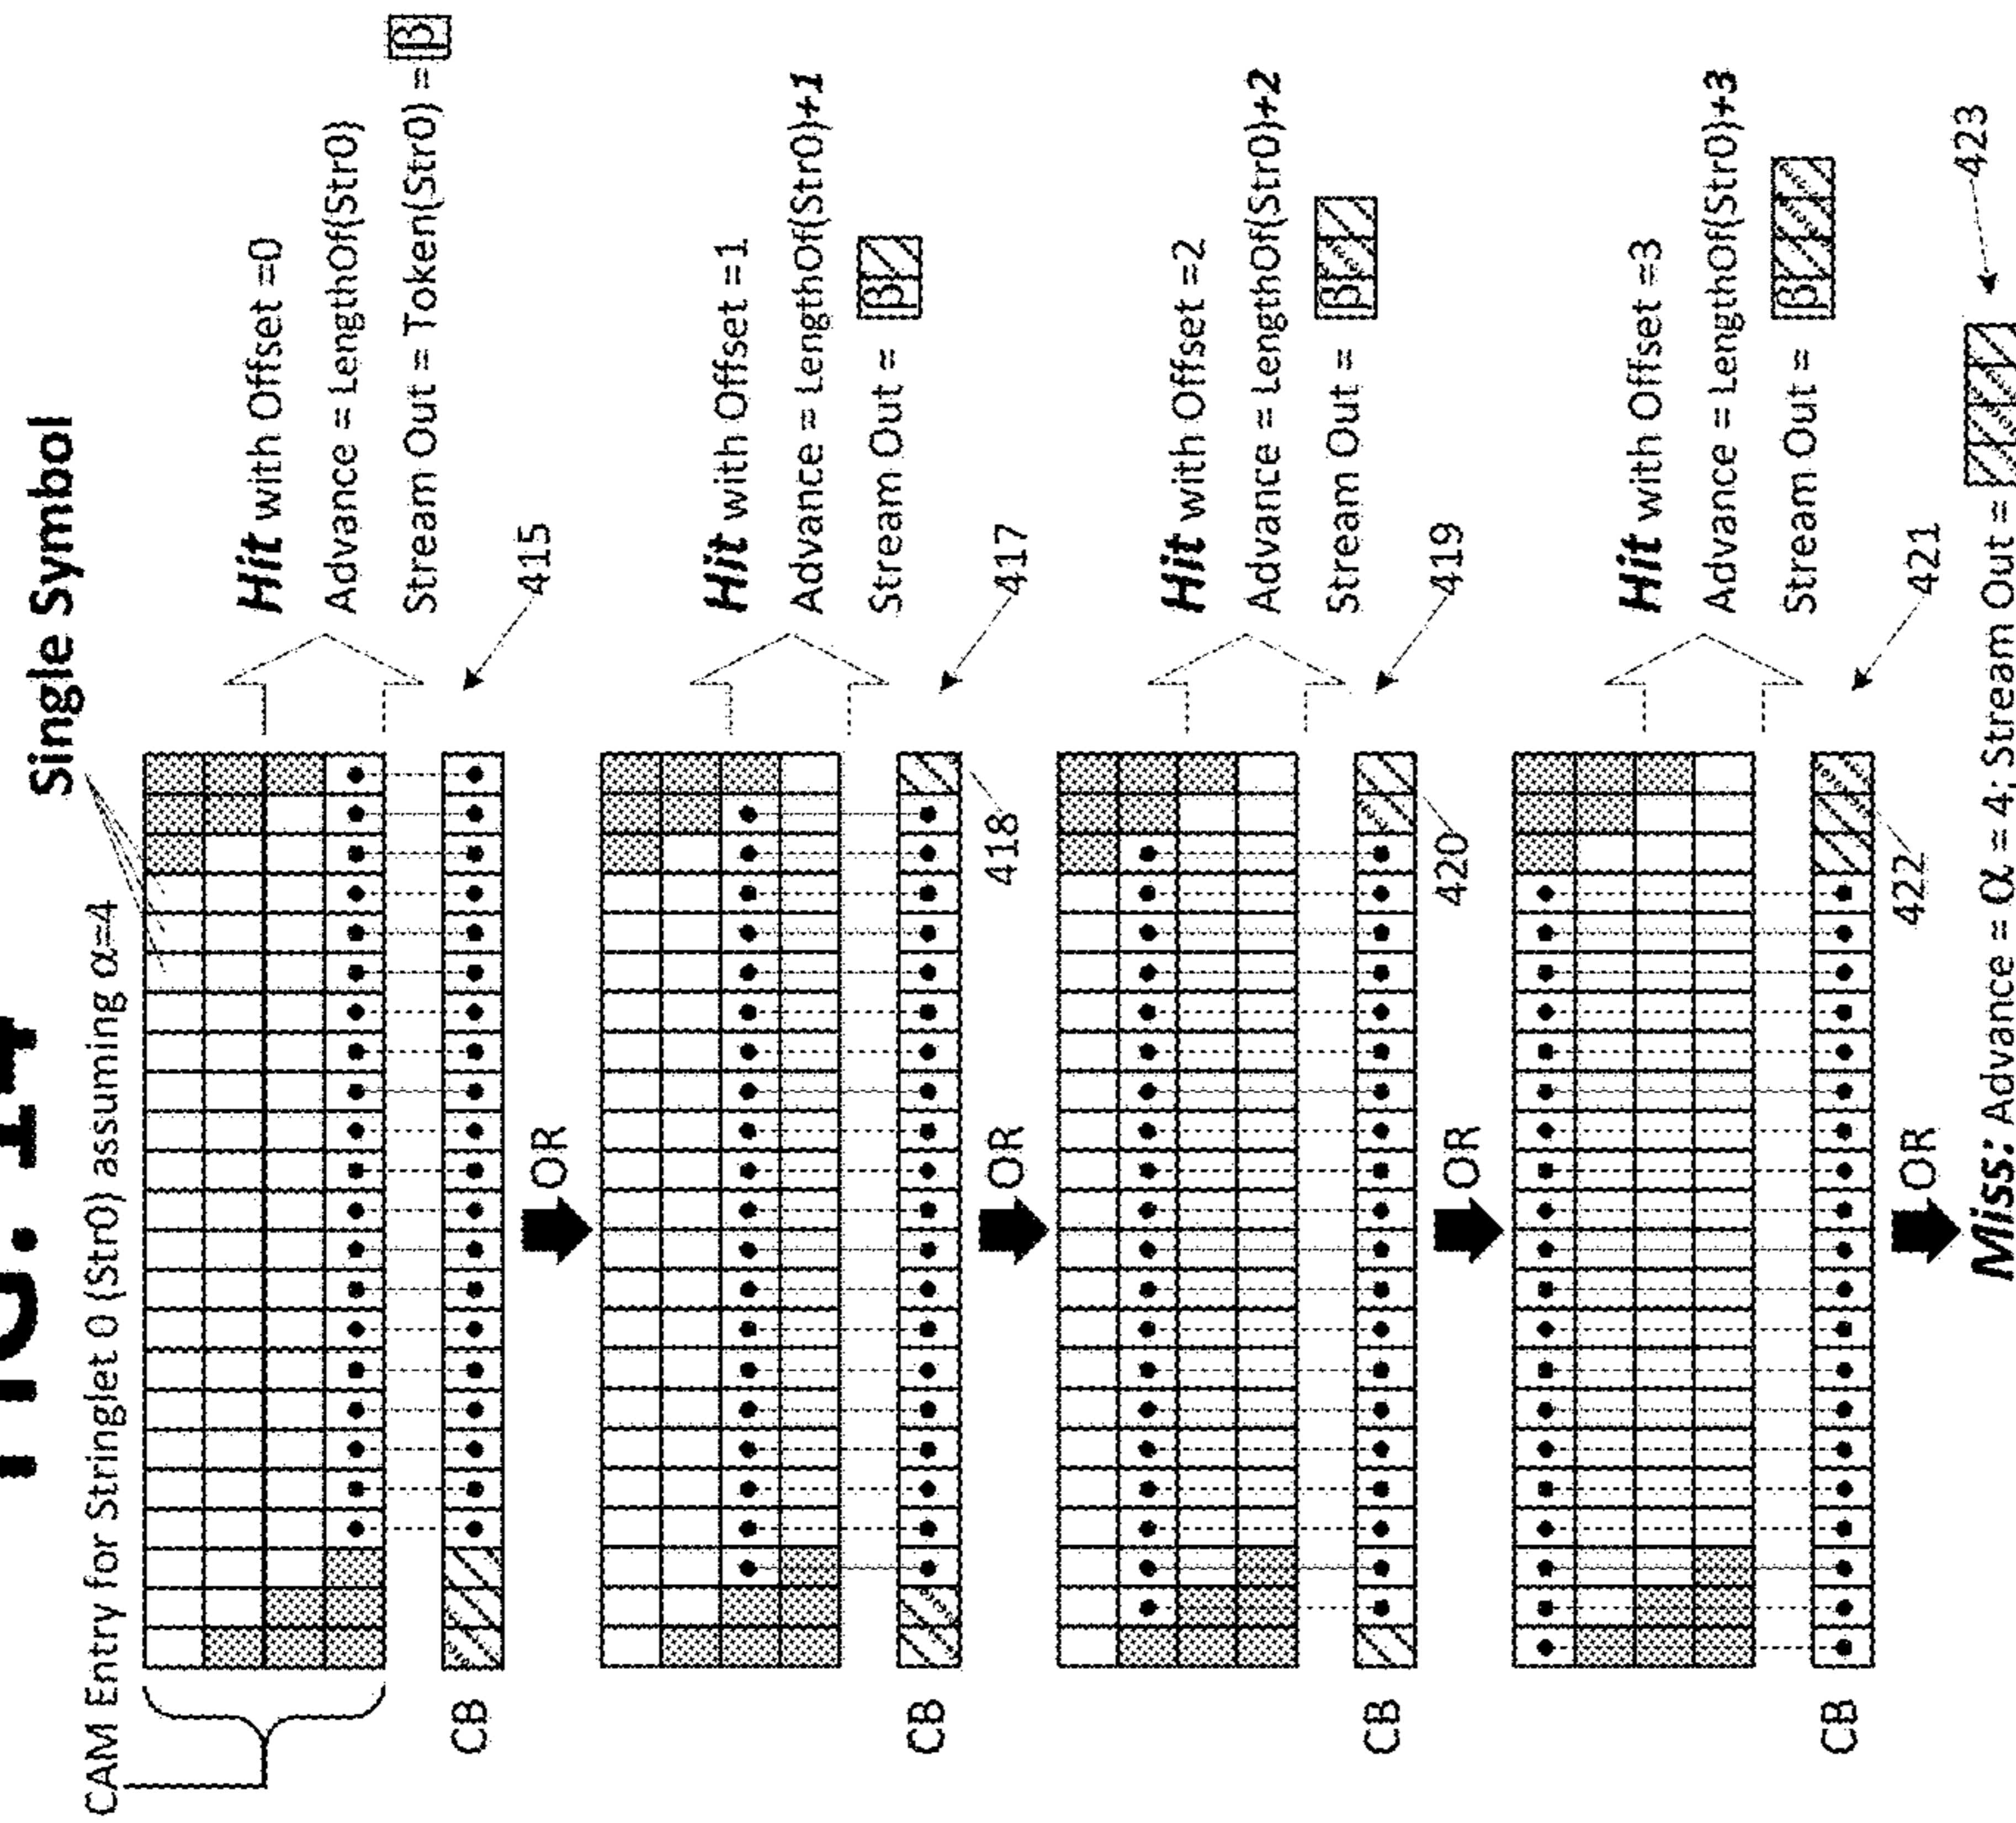 FIG. 14
Single Symbol
CAM Entry for Stringlet 0 (Str0) assuming α=4
Hit with Offset =0
Advance = LengthOf(Str0)
Stream Out = Token(Str0) = β
CB
415
OR
Hit with Offset =1
Advance = LengthOf(Str0)+1
Stream Out = β
CB
418
417
OR
Hit with Offset =2
Advance = LengthOf(Str0)+2
Stream Out = β
CB
420
419
OR
Hit with Offset =3
Advance = LengthOf(Str0)+3
Stream Out = β
CB
422
421
OR
Miss: Advance = α = 4; Stream Out =
423